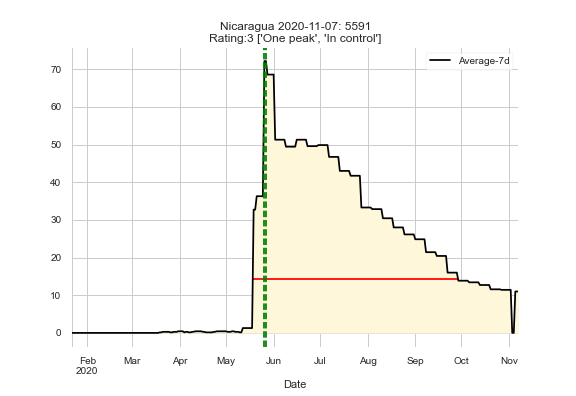 Nicaragua 2020-11-07: 5591
Rating:3 ['One peak', 'In control']
Average-7d
70
60
50
40
30
20
10
0
Feb Mar Apr May Jun Jul Aug Sep Oct Nov
2020
Date